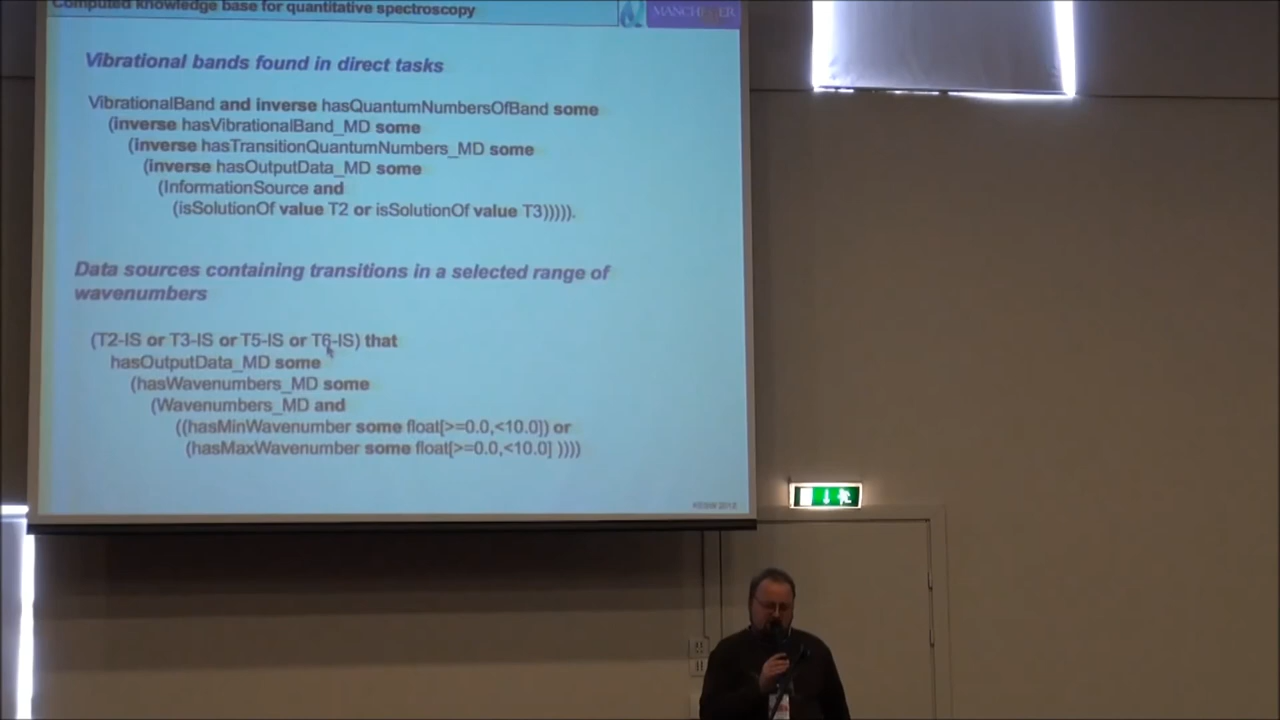 Computed knowledge base for quantitative spectroscopy
MANCHESTER
Vibrational bands found in direct tasks
VibrationalBand and inverse hasQuantumNumbersOfBand some
(inverse hasVibrationalBand_MD some
(inverse hasTransitionQuantumNumbers_MD some
(inverse hasOutputData_MD some
(InformationSource and
(isSolutionOf value T2 or isSolutionOf value T3))))).
Data sources containing transitions in a selected range of
wavenumbers
(T2-IS or T3-IS or T5-IS or T6-IS) that
hasOutputData_MD some
(hasWavenumbers_MD some
(Wavenumbers_MD and
((hasMinWavenumber some float[>=0.0,<10.0]) or
(hasMaxWavenumber some float[>=0.0,<10.0] ))))